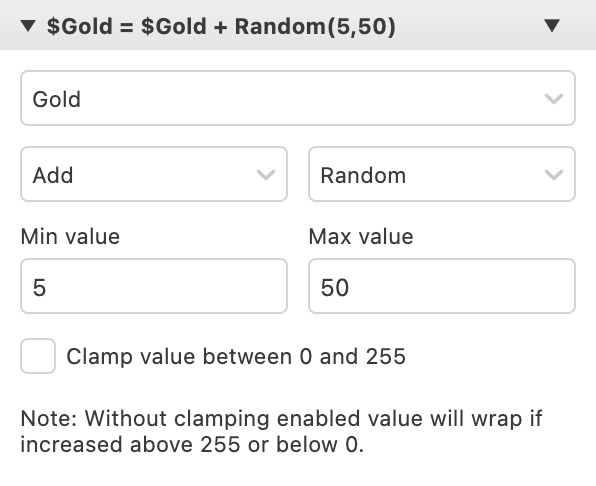 $Gold = $Gold + Random(5,50)
Gold
Add
Random
Min value
Max value
5
50
Clamp value between 0 and 255
Note: Without clamping enabled value will wrap if
increased above 255 or below 0.